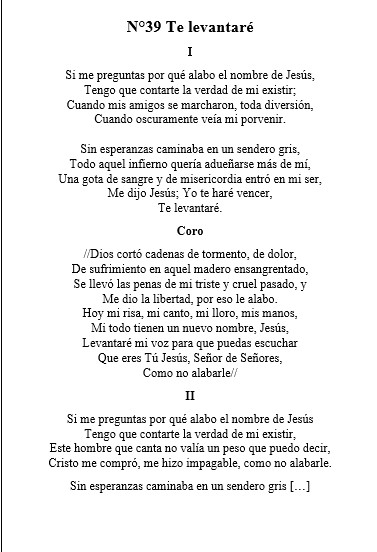 N°39 Te levantaré
I
Si me preguntas por qué alabo el nombre de Jesús,
Tengo que contarte la verdad de mi existir;
Cuando mis amigos se marcharon, toda diversión,
Cuando oscuramente veía mi porvenir.
Sin esperanzas caminaba en un sendero gris,
Todo aquel infierno quería adueñarse más de mí,
Una gota de sangre y de misericordia entró en mi ser,
Me dijo Jesús; Yo te haré vencer,
Te levantaré.
Coro
//Dios cortó cadenas de tormento, de dolor,
De sufrimiento en aquel madero ensangrentado,
Se llevó las penas de mi triste y cruel pasado, y
Me dio la libertad, por eso le alabo.
Hoy mi risa, mi canto, mi lloro, mis manos,
Mi todo tienen un nuevo nombre, Jesús,
Levantaré mi voz para que puedas escuchar
Que eres Tú Jesús, Señor de Señores,
Como no alabarle//
II
Si me preguntas por qué alabo el nombre de Jesús
Tengo que contarte la verdad de mi existir,
Este hombre que canta no valía un peso que puedo decir,
Cristo me compró, me hizo impagable, como no alabarle.
Sin esperanzas caminaba en un sendero gris […]